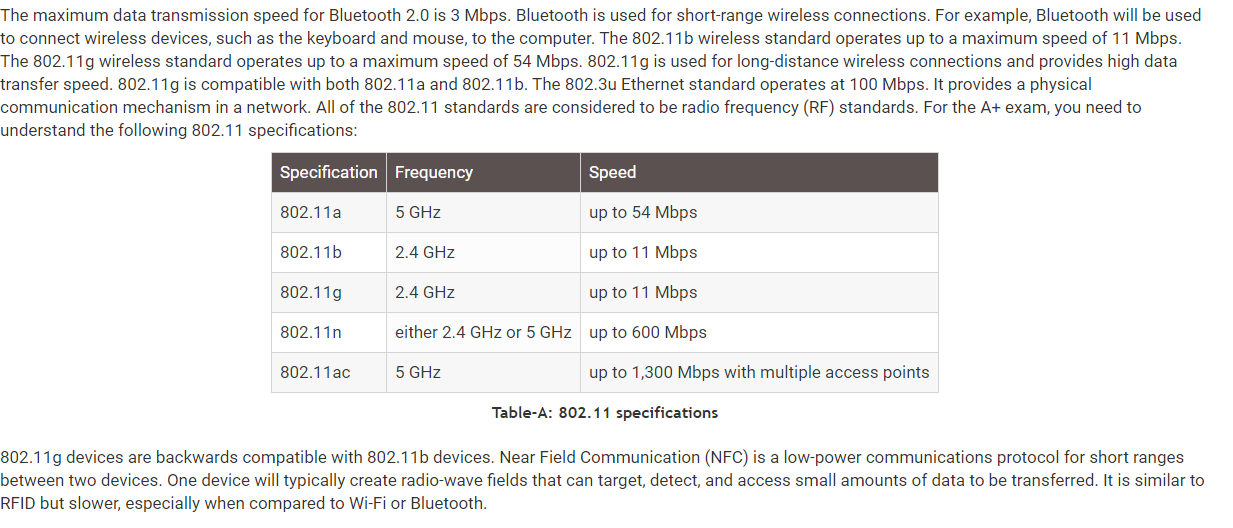 The maximum data transmission speed for Bluetooth 2.0 is 3 Mbps. Bluetooth is used for short-range wireless connections. For example, Bluetooth will be used
to connect wireless devices, such as the keyboard and mouse, to the computer. The 802.11b wireless standard operates up to a maximum speed of 11 Mbps.
The 802.11g wireless standard operates up to a maximum speed of 54 Mbps. 802.11g is used for long-distance wireless connections and provides high data
transfer speed. 802.11g is compatible with both 802.11a and 802.11b. The 802.3u Ethernet standard operates at 100 Mbps. It provides a physical
communication mechanism in a network. All of the 802.11 standards are considered to be radio frequency (RF) standards. For the A+ exam, you need to
understand the following 802.11 specifications:
Specification Frequency Speed
802.11a 5 GHz up to 54 Mbps
802.11b 2.4 GHz up to 11 Mbps
802.11g 2.4 GHz up to 11 Mbps
802.11n either 2.4 GHz or 5 GHz up to 600 Mbps
802.11ac 5 GHz up to 1,300 Mbps with multiple access points
Table-A: 802.11 specifications
802.11g devices are backwards compatible with 802.11b devices. Near Field Communication (NFC) is a low-power communications protocol for short ranges
between two devices. One device will typically create radio-wave fields that can target, detect, and access small amounts of data to be transferred. It is similar to
RFID but slower, especially when compared to Wi-Fi or Bluetooth.